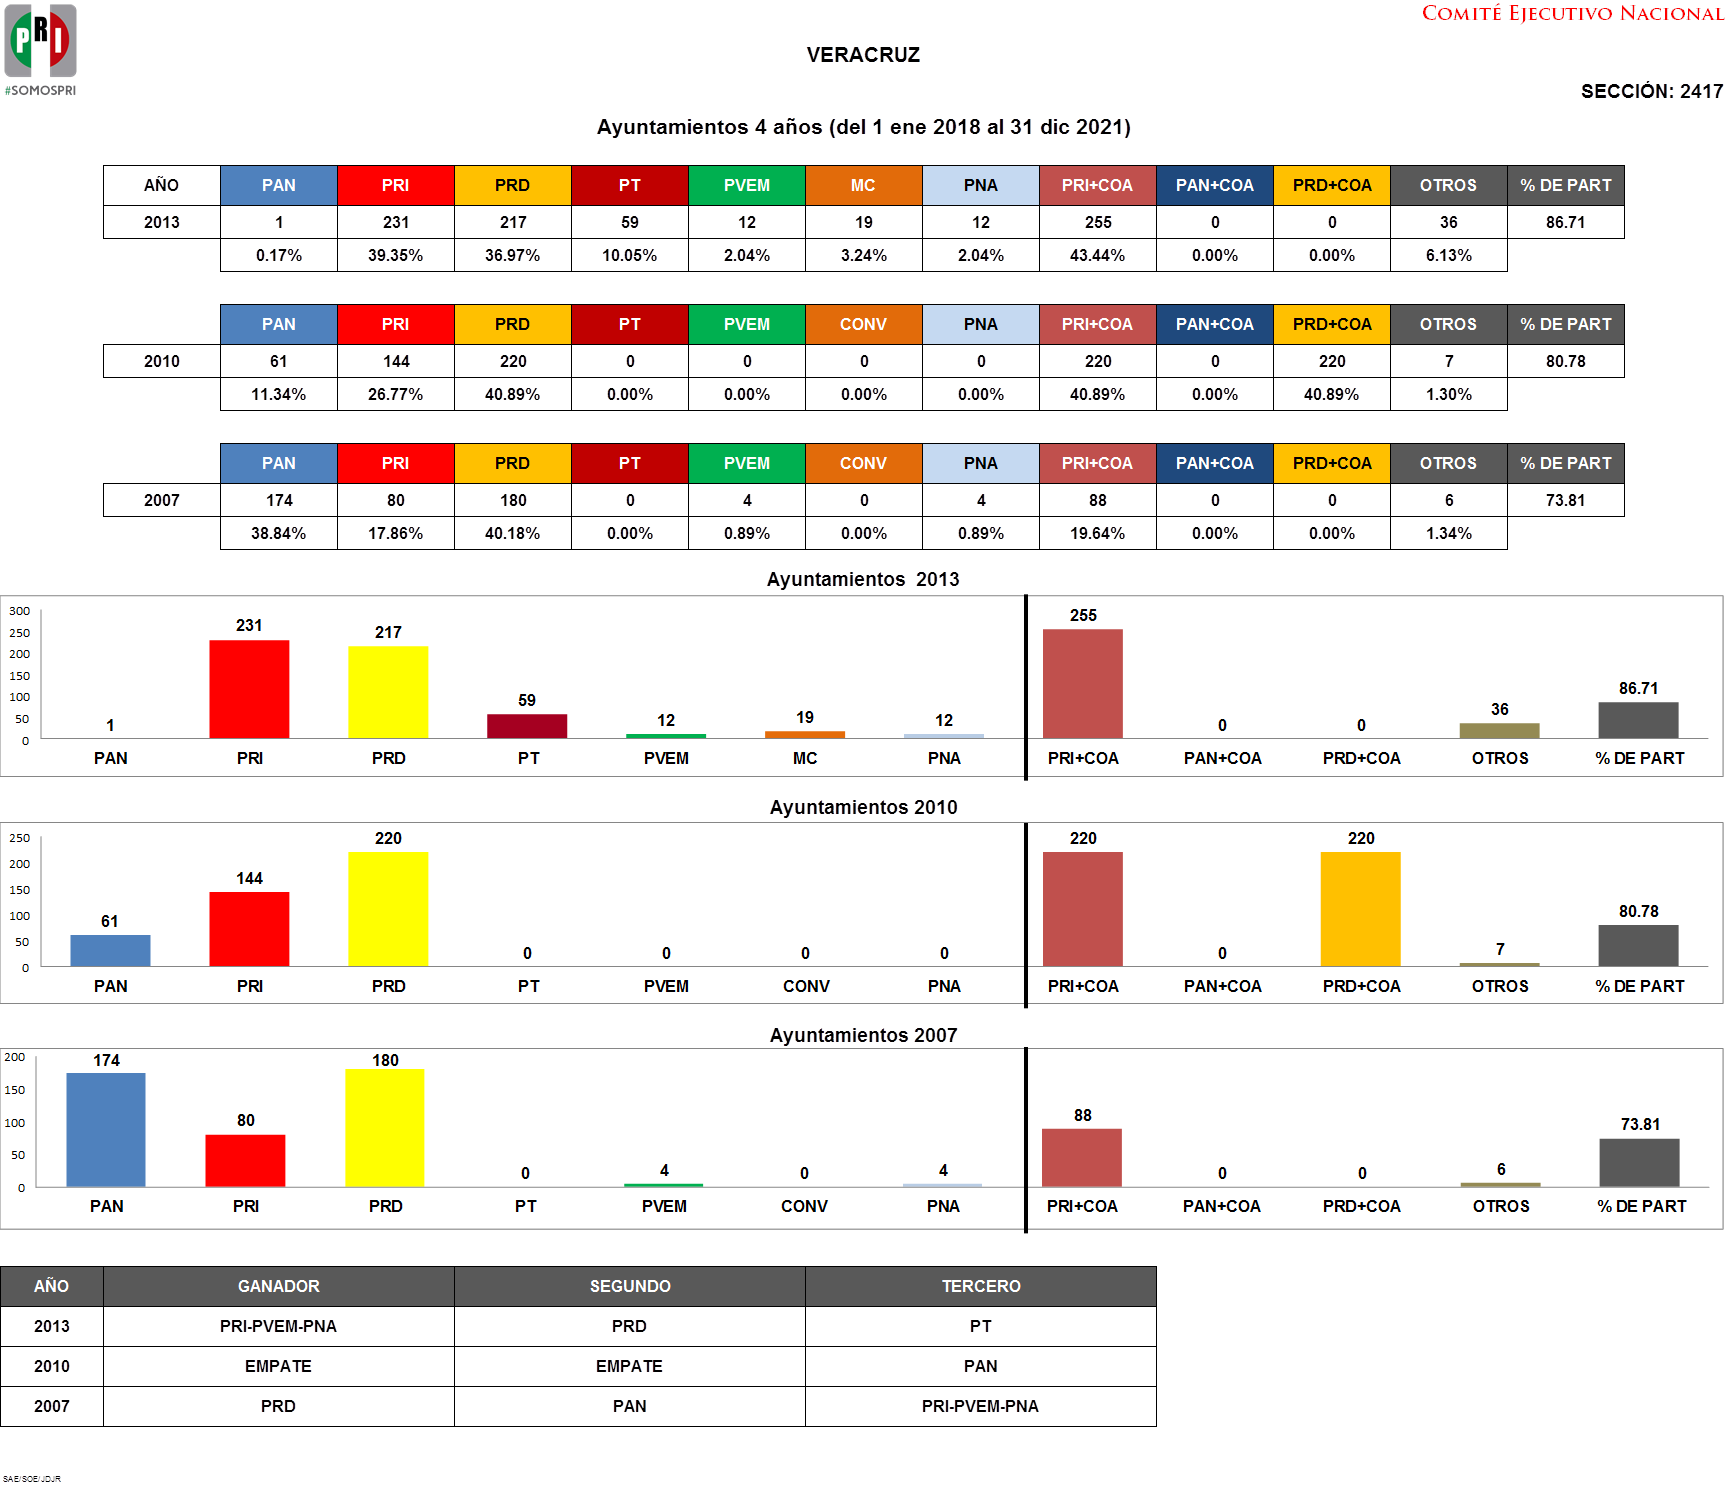 COMITÉ EJECUTIVO NACIONAL
PRI
#SOMOSPRI
VERACRUZ
SECCIÓN: 2417
Ayuntamientos 4 años (del 1 ene 2018 al 31 dic 2021)
AÑO PAN PRI PRD PT PVEM MC PNA PRI+COA PAN+COA PRD+COA OTROS % DE PART
2013 1 231 217 59 12 19 12 255 0 0 36 86.71
0.17% 39.35% 36.97% 10.05% 2.04% 3.24% 2.04% 43.44% 0.00% 0.00% 6.13%
PAN PRI PRD PT PVEM CONV PNA PRI+COA PAN+COA PRD+COA OTROS % DE PART
2010 61 144 220 0 0 0 0 220 0 220 7 80.78
11.34% 26.77% 40.89% 0.00% 0.00% 0.00% 0.00% 40.89% 0.00% 40.89% 1.30%
PAN PRI PRD PT PVEM CONV PNA PRI+COA PAN+COA PRD+COA OTROS % DE PART
2007 174 80 180 0 4 0 4 88 0 0 6 73.81
38.84% 17.86% 40.18% 0.00% 0.89% 0.00% 0.89% 19.64% 0.00% 0.00% 1.34%
Ayuntamientos 2013
300
250
200
150
100
50
0
1 231 217 59 12 19 12 255 0 0 36 86.71
PAN PRI PRD PT PVEM MC PNA PRI+COA PAN+COA PRD+COA OTROS % DE PART
Ayuntamientos 2010
250
200
150
100
50
0
61 144 220 0 0 0 0 220 0 220 7 80.78
PAN PRI PRD PT PVEM CONV PNA PRI+COA PAN+COA PRD+COA OTROS % DE PART
Ayuntamientos 2007
200
150
100
50
0
174 80 180 0 4 0 4 88 0 0 6 73.81
PAN PRI PRD PT PVEM CONV PNA PRI+COA PAN+COA PRD+COA OTROS % DE PART
AÑO GANADOR SEGUNDO TERCERO
2013 PRI-PVEM-PNA PRD PT
2010 EMPATE EMPATE PAN
2007 PRD PAN PRI-PVEM-PNA
SAE/SOE/JDJR